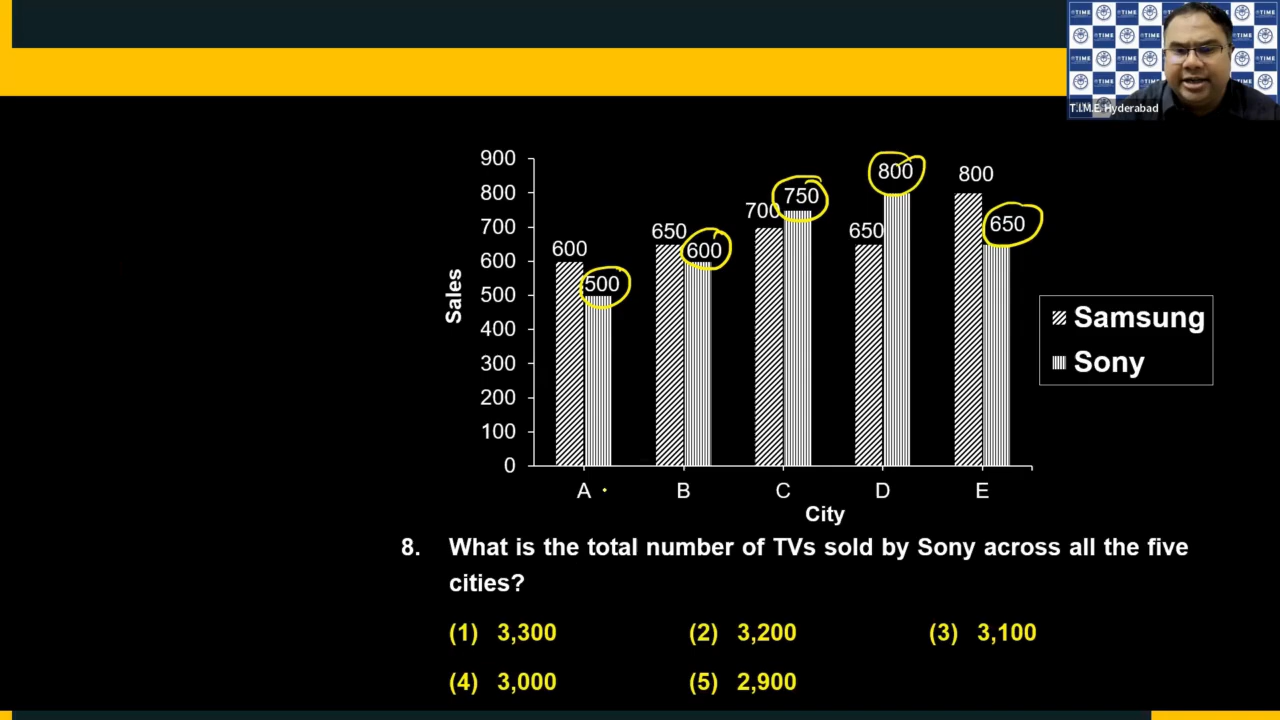 TIME
T.I.M.E. Hyderabad
900
800
700
600
500
400
300
200
100
0
Sales
600
500
650
600
700
750
650
800
800
650
A
B
C
D
E
City
Samsung
Sony
8. What is the total number of TVs sold by Sony across all the five
cities?
(1) 3,300 (2) 3,200 (3) 3,100
(4) 3,000 (5) 2,900